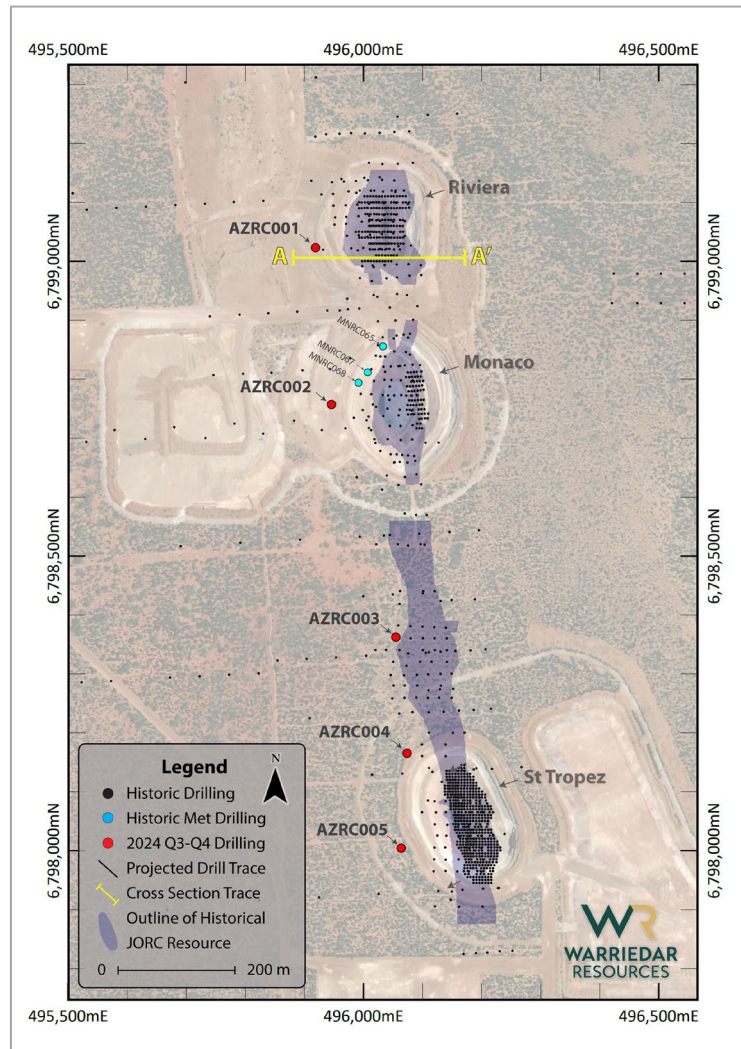 495,500mE 496,000mE 496,500mE
Riviera
AZRC001
A A'
6,799,000mN 6,799,000mN
MNRC065
MNRC067
MNRC068
Monaco
AZRC002
6,798,500mN 6,798,500mN
AZRC003
AZRC004
St Tropez
AZRC005
6,798,000mN 6,798,000mN
Legend
N
Historic Drilling
Historic Met Drilling
2024 Q3-Q4 Drilling
Projected Drill Trace
Cross Section Trace
Outline of Historical
JORC Resource
0 200 m
WR
WARRIEDAR
RESOURCES
495,500mE 496,000mE 496,500mE